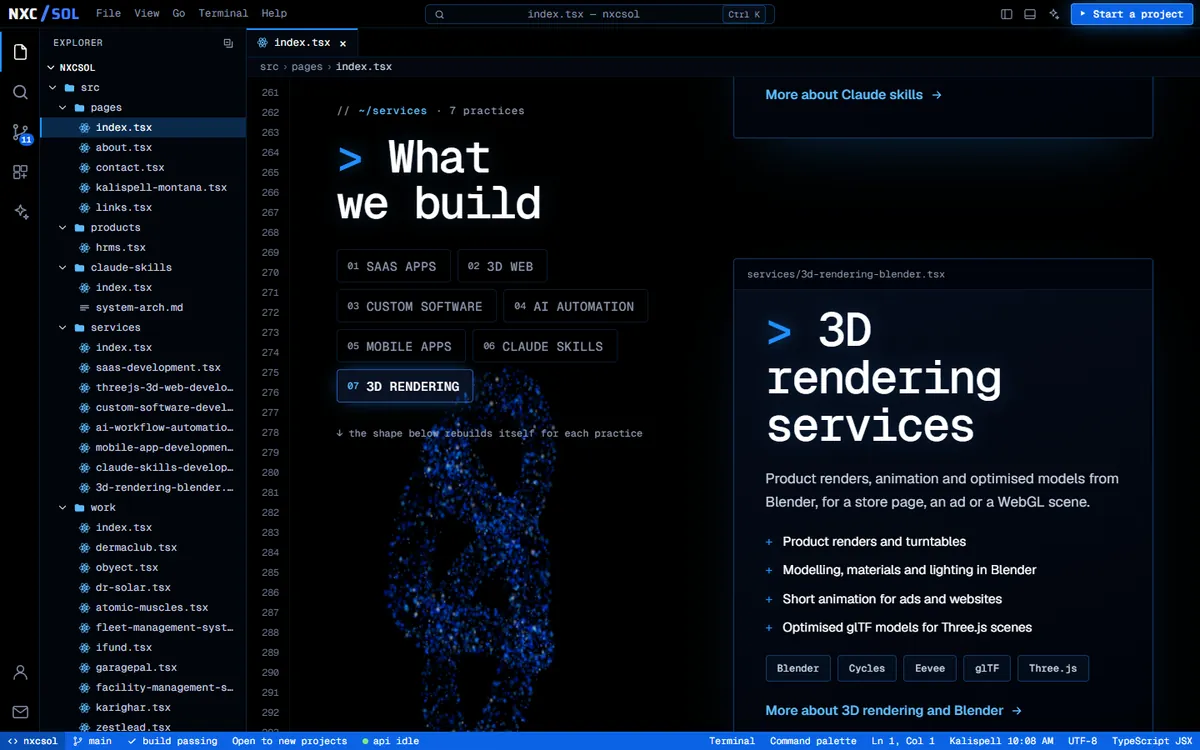 NXC/SOL File View Go Terminal Help
index.tsx — nxcsol Ctrl K
Start a project
EXPLORER
NXCSOL
src
pages
index.tsx
about.tsx
contact.tsx
kalispell-montana.tsx
links.tsx
products
hrms.tsx
claude-skills
index.tsx
system-arch.md
services
index.tsx
saas-development.tsx
threejs-3d-web-develo…
custom-software-devel…
ai-workflow-automatio…
mobile-app-developmen…
claude-skills-develop…
3d-rendering-blender.…
work
index.tsx
dermaclub.tsx
obyect.tsx
dr-solar.tsx
atomic-muscles.tsx
fleet-management-syst…
ifund.tsx
garagepal.tsx
facility-management-s…
karighar.tsx
zestlead.tsx
11
index.tsx ×
src › pages › index.tsx
261
262
263
264
265
266
267
268
269
270
271
272
273
274
275
276
277
278
279
280
281
282
283
284
285
286
287
288
289
290
291
292
// ~/services · 7 practices
> What
we build
01 SAAS APPS 02 3D WEB
03 CUSTOM SOFTWARE 04 AI AUTOMATION
05 MOBILE APPS 06 CLAUDE SKILLS
07 3D RENDERING
↓ the shape below rebuilds itself for each practice
More about Claude skills →
services/3d-rendering-blender.tsx
> 3D
rendering
services
Product renders, animation and optimised models from
Blender, for a store page, an ad or a WebGL scene.
+ Product renders and turntables
+ Modelling, materials and lighting in Blender
+ Short animation for ads and websites
+ Optimised glTF models for Three.js scenes
Blender Cycles Eevee glTF Three.js
More about 3D rendering and Blender →
<> nxcsol main ✓ build passing Open to new projects api idle
Terminal Command palette Ln 1, Col 1 Kalispell 10:08 AM UTF-8 TypeScript JSX